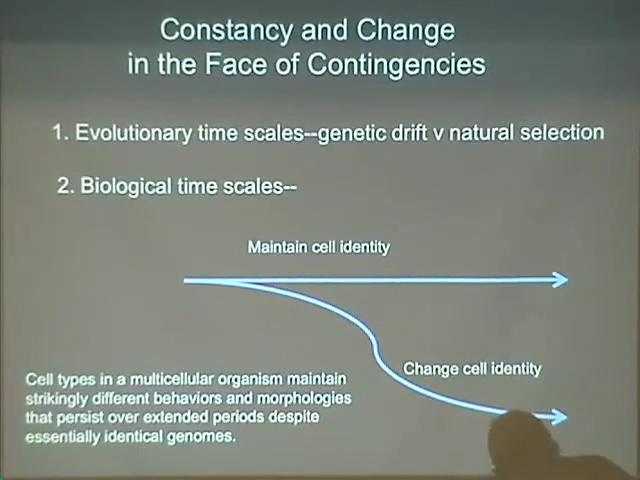 Constancy and Change
in the Face of Contingencies
1. Evolutionary time scales--genetic drift v natural selection
2. Biological time scales--
Maintain cell identity
Change cell identity
Cell types in a multicellular organism maintain
strikingly different behaviors and morphologies
that persist over extended periods despite
essentially identical genomes.